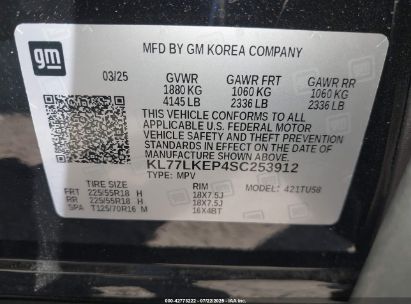 gm
MFD BY GM KOREA COMPANY
03/25 GVWR GAWR FRT GAWR RR
1880 KG 1060 KG 1060 KG
4145 LB 2336 LB 2336 LB
THIS VEHICLE CONFORMS TO ALL
APPLICABLE U.S. FEDERAL MOTOR
VEHICLE SAFETY AND THEFT PREVENTION
STANDARDS IN EFFECT ON THE DATE OF
MANUFACTURE SHOWN ABOVE.
KL77LKEP4SC253912
TYPE: MPV MODEL: 421TU58
TIRE SIZE RIM
FRT 225/55R18 H 18X7.5J
RR 225/55R18 H 18X7.5J
SPA T125/70R16 M 16X4BT